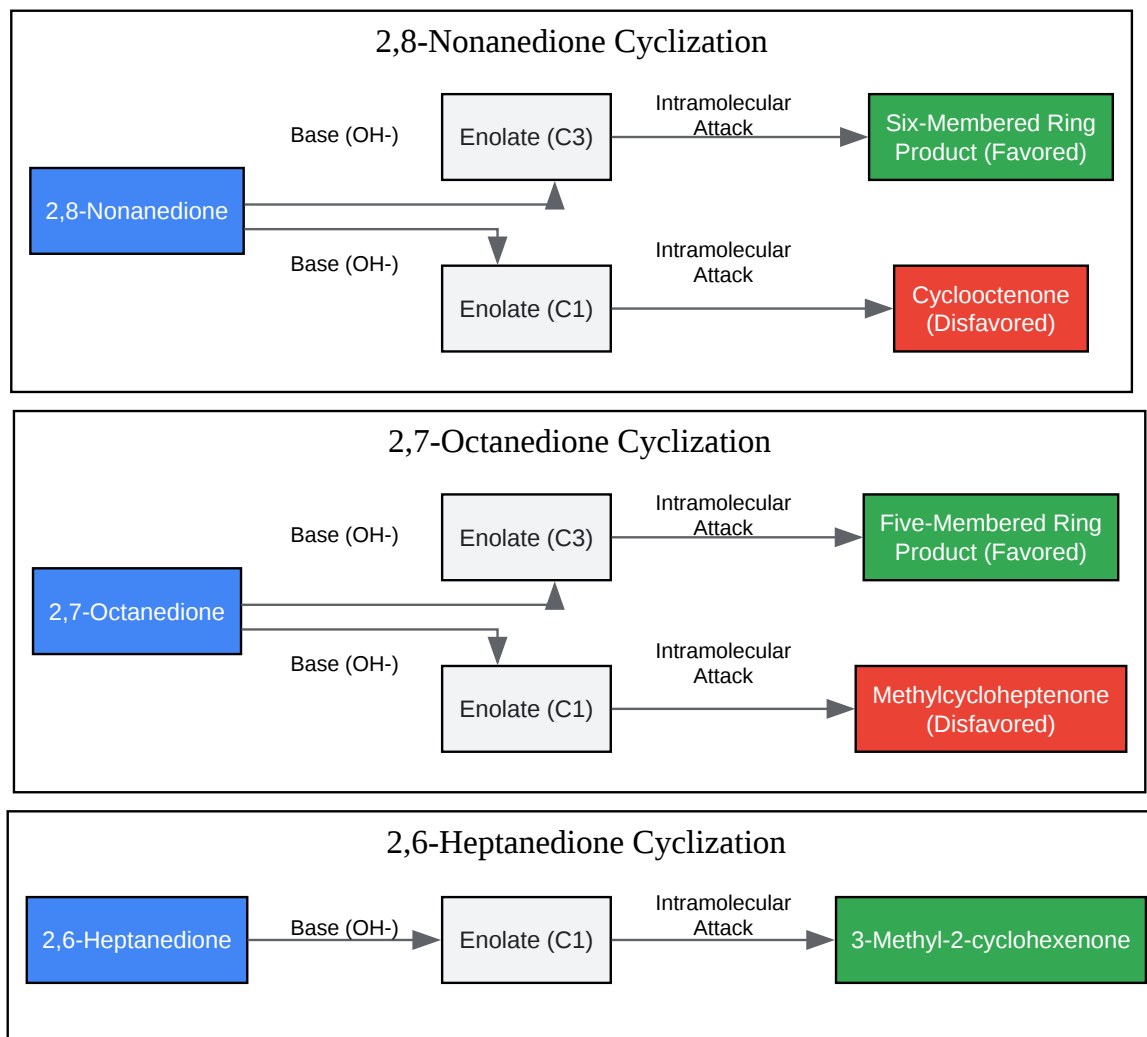 2,8-Nonanedione Cyclization
Base (OH-)
Enolate (C3)
Intramolecular
Attack
Six-Membered Ring
Product (Favored)
2,8-Nonanedione
Base (OH-)
Enolate (C1)
Intramolecular
Attack
Cyclooctenone
(Disfavored)
2,7-Octanedione Cyclization
Base (OH-)
Enolate (C3)
Intramolecular
Attack
Five-Membered Ring
Product (Favored)
2,7-Octanedione
Base (OH-)
Enolate (C1)
Intramolecular
Attack
Methylcycloheptenone
(Disfavored)
2,6-Heptanedione Cyclization
2,6-Heptanedione
Base (OH-)
Enolate (C1)
Intramolecular
Attack
3-Methyl-2-cyclohexenone